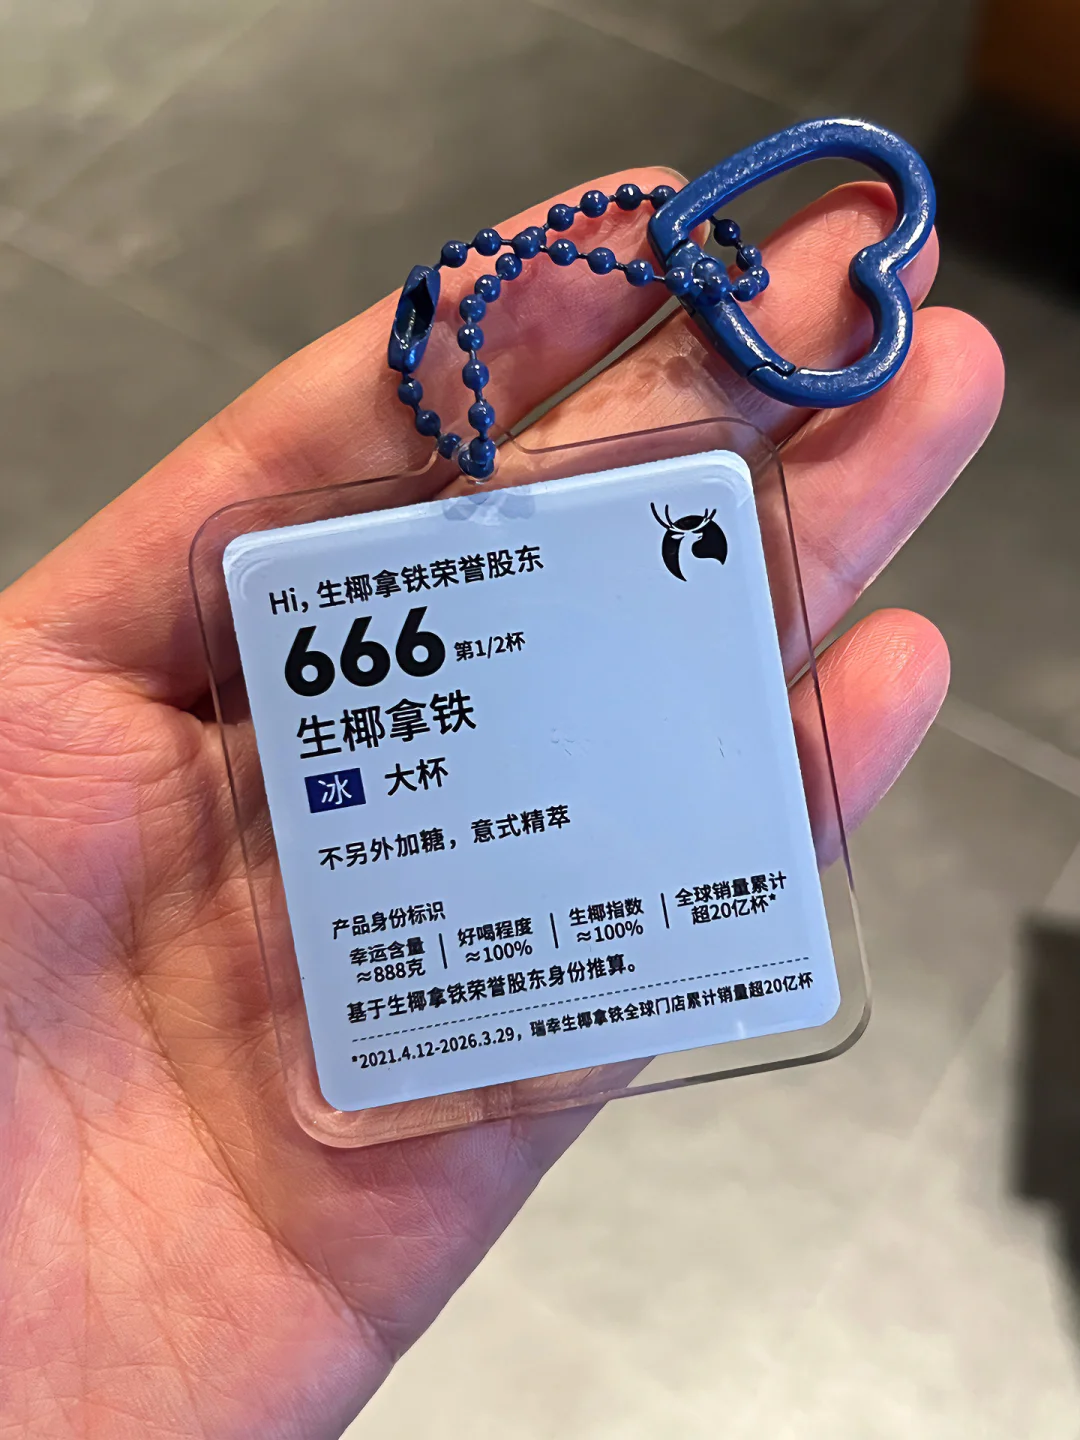 Hi，生椰拿铁荣誉股东
666 第1/2杯
生椰拿铁
冰 大杯
不另外加糖，意式精萃
产品身份标识
幸运含量 | 好喝程度 | 生椰指数 | 全球销量累计
≈888克 ≈100% ≈100% 超20亿杯*
基于生椰拿铁荣誉股东身份推算。
*2021.4.12-2026.3.29，瑞幸生椰拿铁全球门店累计销量超20亿杯